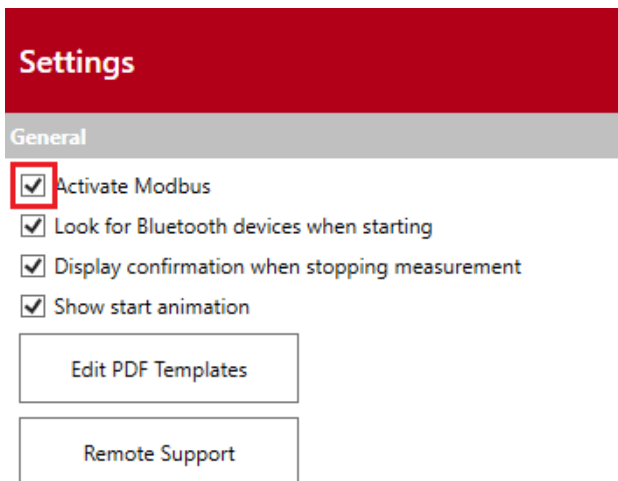 Settings
General
Activate Modbus
Look for Bluetooth devices when starting
Display confirmation when stopping measurement
Show start animation
Edit PDF Templates
Remote Support